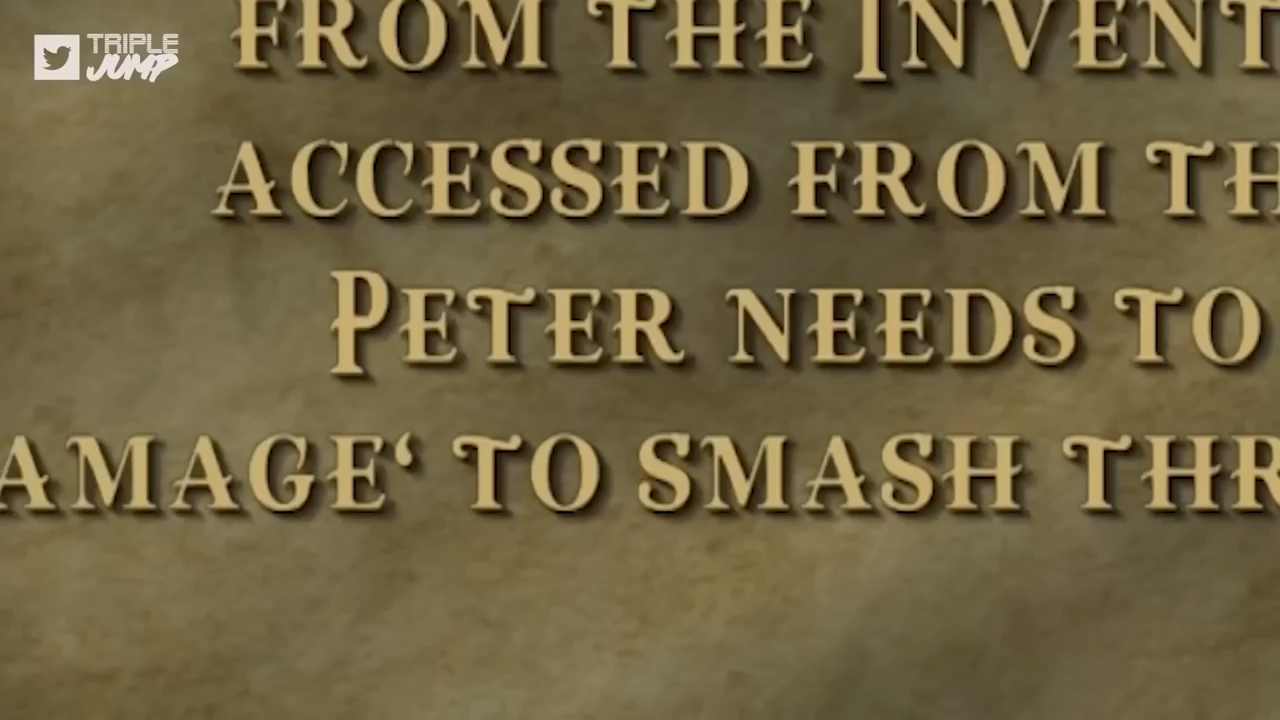 TRIPLE
JUMP
FROM THE INVENT
ACCESSED FROM TH
PETER NEEDS TO
AMAGE‘ TO SMASH THR